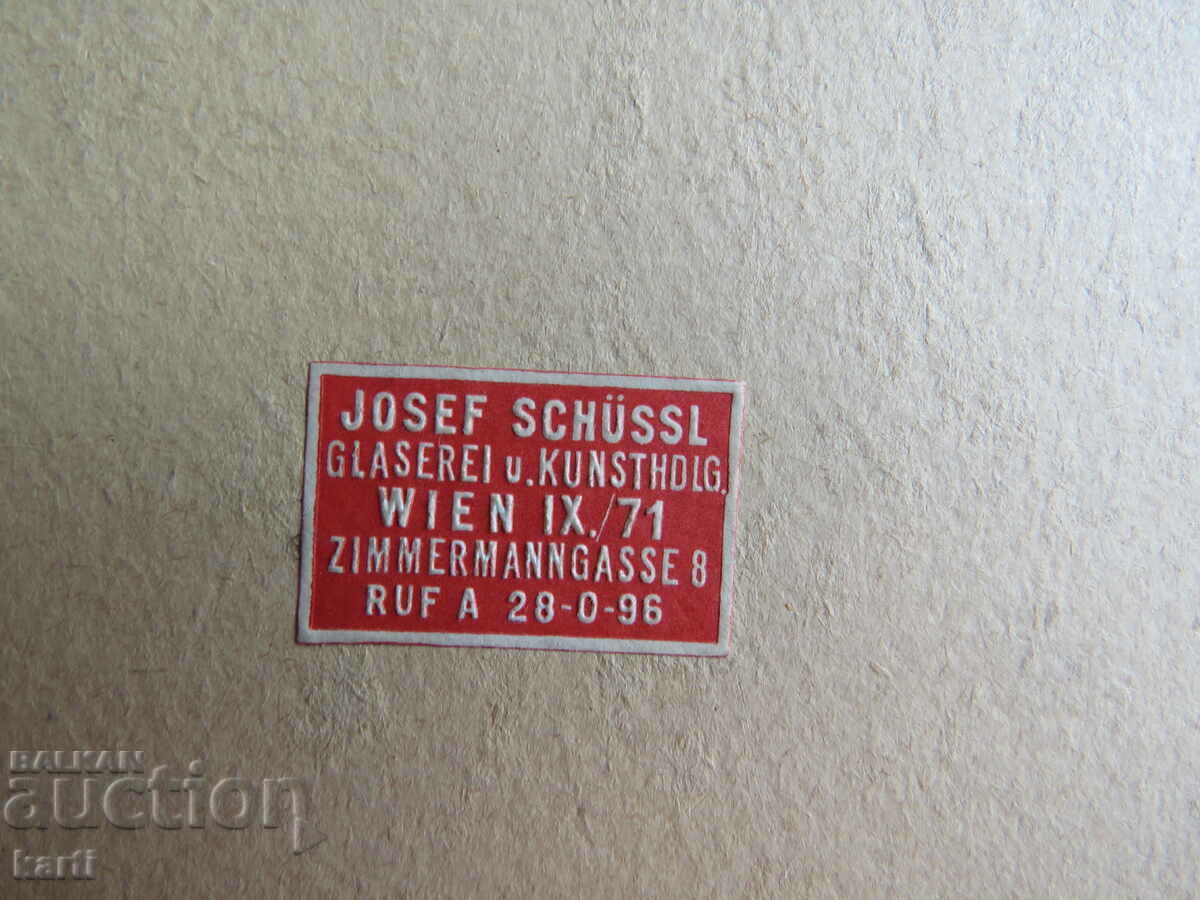 JOSEF SCHÜSSL
GLASEREI u. KUNSTHDLG.
WIEN IX./71
ZIMMERMANNGASSE 8
RUF A 28-0-96
BALKAN
auction
karti